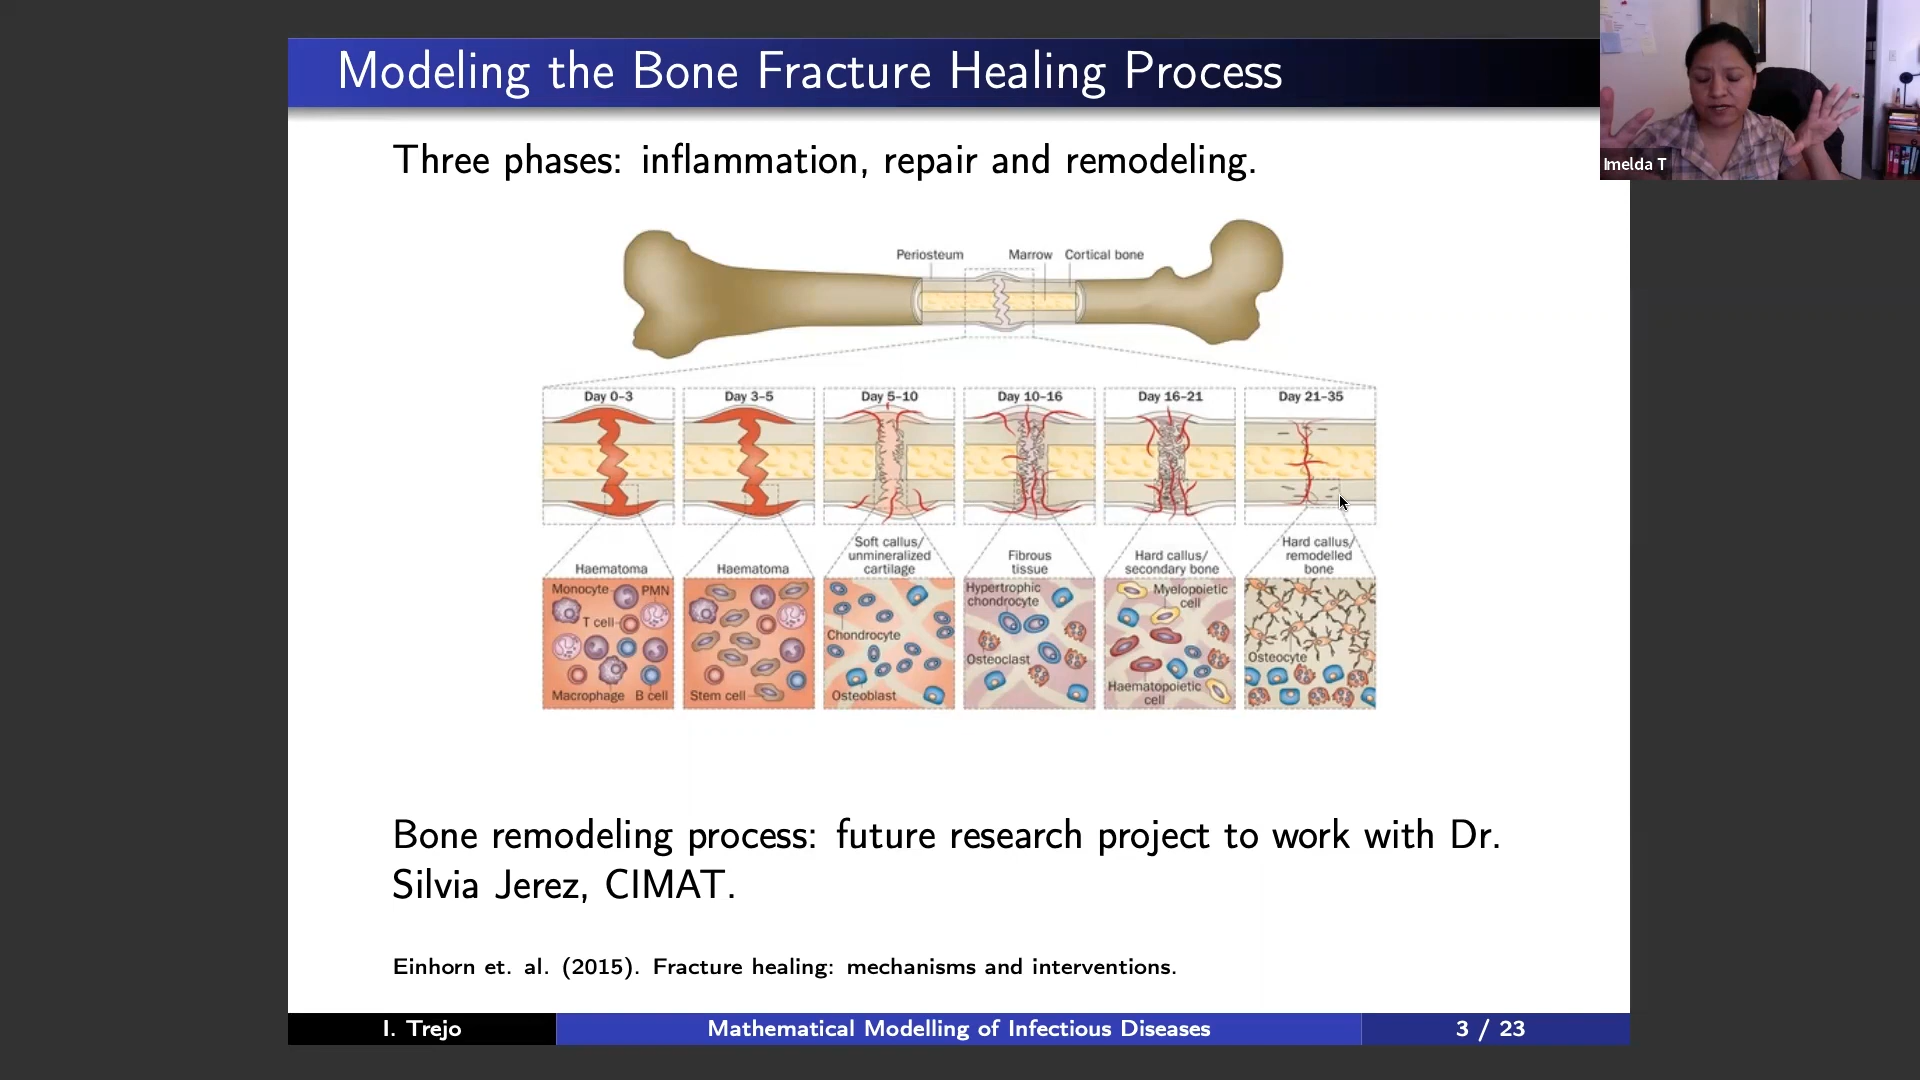 Modeling the Bone Fracture Healing Process
Imelda T
Three phases: inflammation, repair and remodeling.
Periosteum
Marrow
Cortical bone
Day 0–3
Day 3–5
Day 5–10
Day 10–16
Day 16–21
Day 21–35
Haematoma
Haematoma
Soft callus/
unmineralized
cartilage
Fibrous
tissue
Hard callus/
secondary bone
Hard callus/
remodelled
bone
Monocyte
PMN
T cell
Macrophage
B cell
Stem cell
Chondrocyte
Osteoblast
Hypertrophic
chondrocyte
Osteoclast
Myelopoietic
cell
Haematopoietic
cell
Osteocyte
Bone remodeling process: future research project to work with Dr.
Silvia Jerez, CIMAT.
Einhorn et. al. (2015). Fracture healing: mechanisms and interventions.
I. Trejo
Mathematical Modelling of Infectious Diseases
3 / 23